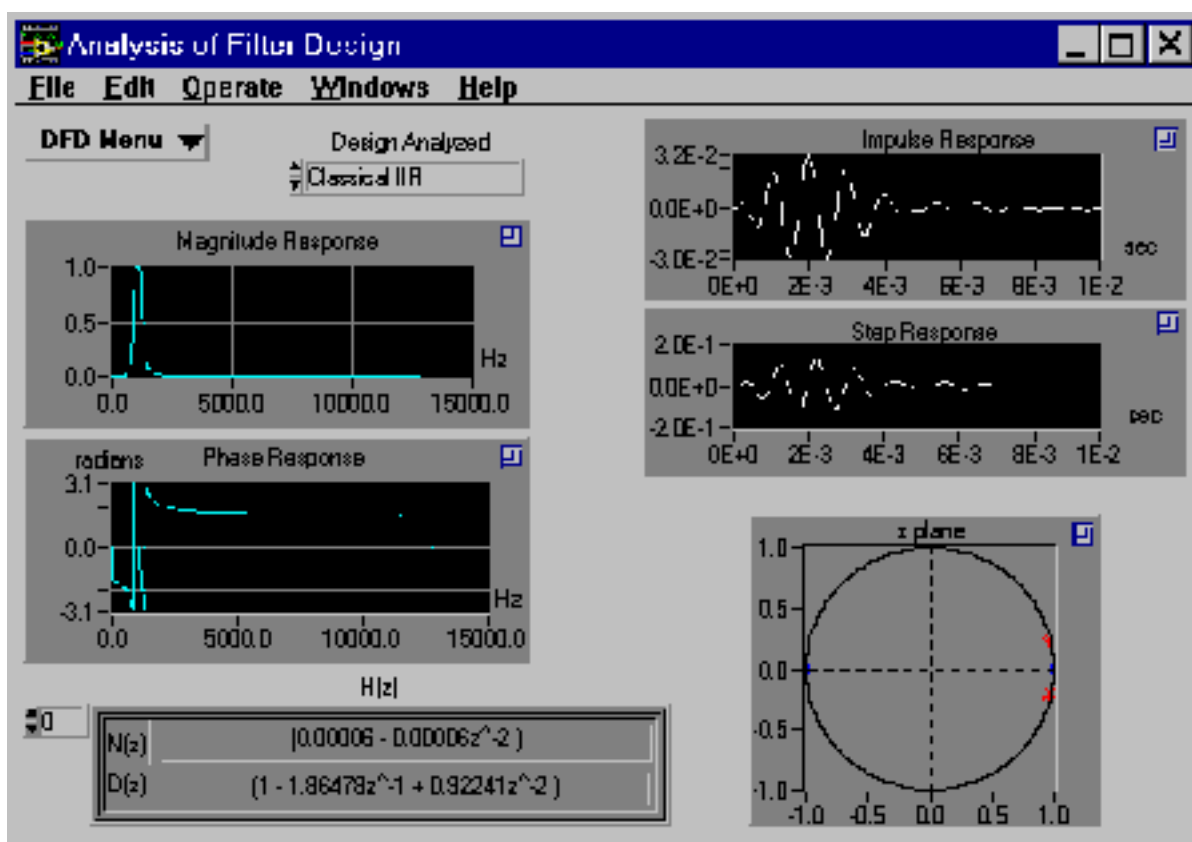 Analysis of Filter Design
File Edit Operate Windows Help
DFD Menu
Design Analyzed
Classical IIR
Magnitude Response
1.0
0.5
0.0
Hz
0.0 5000.0 10000.0 15000.0
radians Phase Response
3.1
0.0
-3.1
Hz
0.0 5000.0 10000.0 15000.0
H(z)
0
N(z) (0.00006 - 0.00006z^-2 )
D(z) (1 - 1.86478z^-1 + 0.92241z^-2 )
Impulse Response
3.2E-2
0.0E+0
-3.0E-2
sec
0E+0 2E-3 4E-3 6E-3 8E-3 1E-2
Step Response
2.0E-1
0.0E+0
-2.0E-1
sec
0E+0 2E-3 4E-3 6E-3 8E-3 1E-2
z plane
1.0
0.5
0.0
-0.5
-1.0
-1.0 -0.5 0.0 0.5 1.0